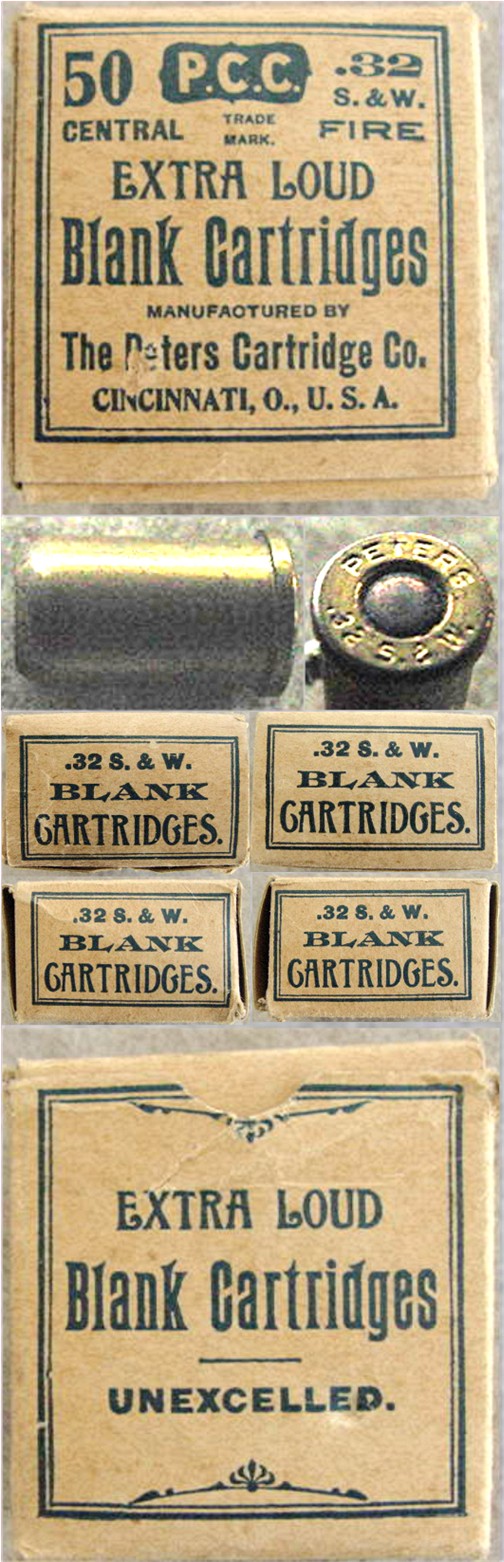 50 P.C.C. .32
S. & W.
CENTRAL TRADE MARK. FIRE
EXTRA LOUD
Blank Cartridges
MANUFACTURED BY
The Peters Cartridge Co.
CINCINNATI, O., U. S. A.
PETERS
.32 S. & W.
.32 S. & W.
BLANK
CARTRIDGES.
.32 S. & W.
BLANK
CARTRIDGES.
.32 S. & W.
BLANK
CARTRIDGES.
.32 S. & W.
BLANK
CARTRIDGES.
EXTRA LOUD
Blank Cartridges
UNEXCELLED.